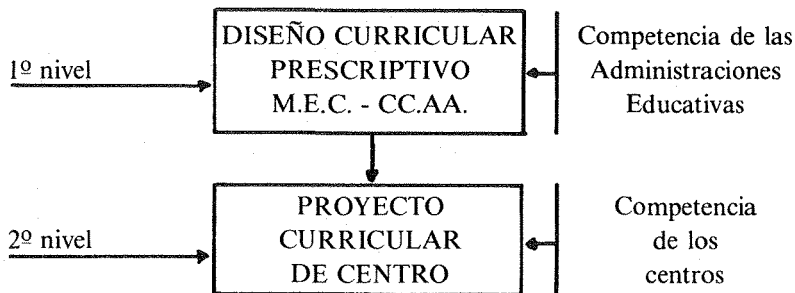 1º nivel
DISEÑO CURRICULAR
PRESCRIPTIVO
M.E.C. - CC.AA.
Competencia de las
Administraciones
Educativas
2º nivel
PROYECTO
CURRICULAR
DE CENTRO
Competencia
de los
centros